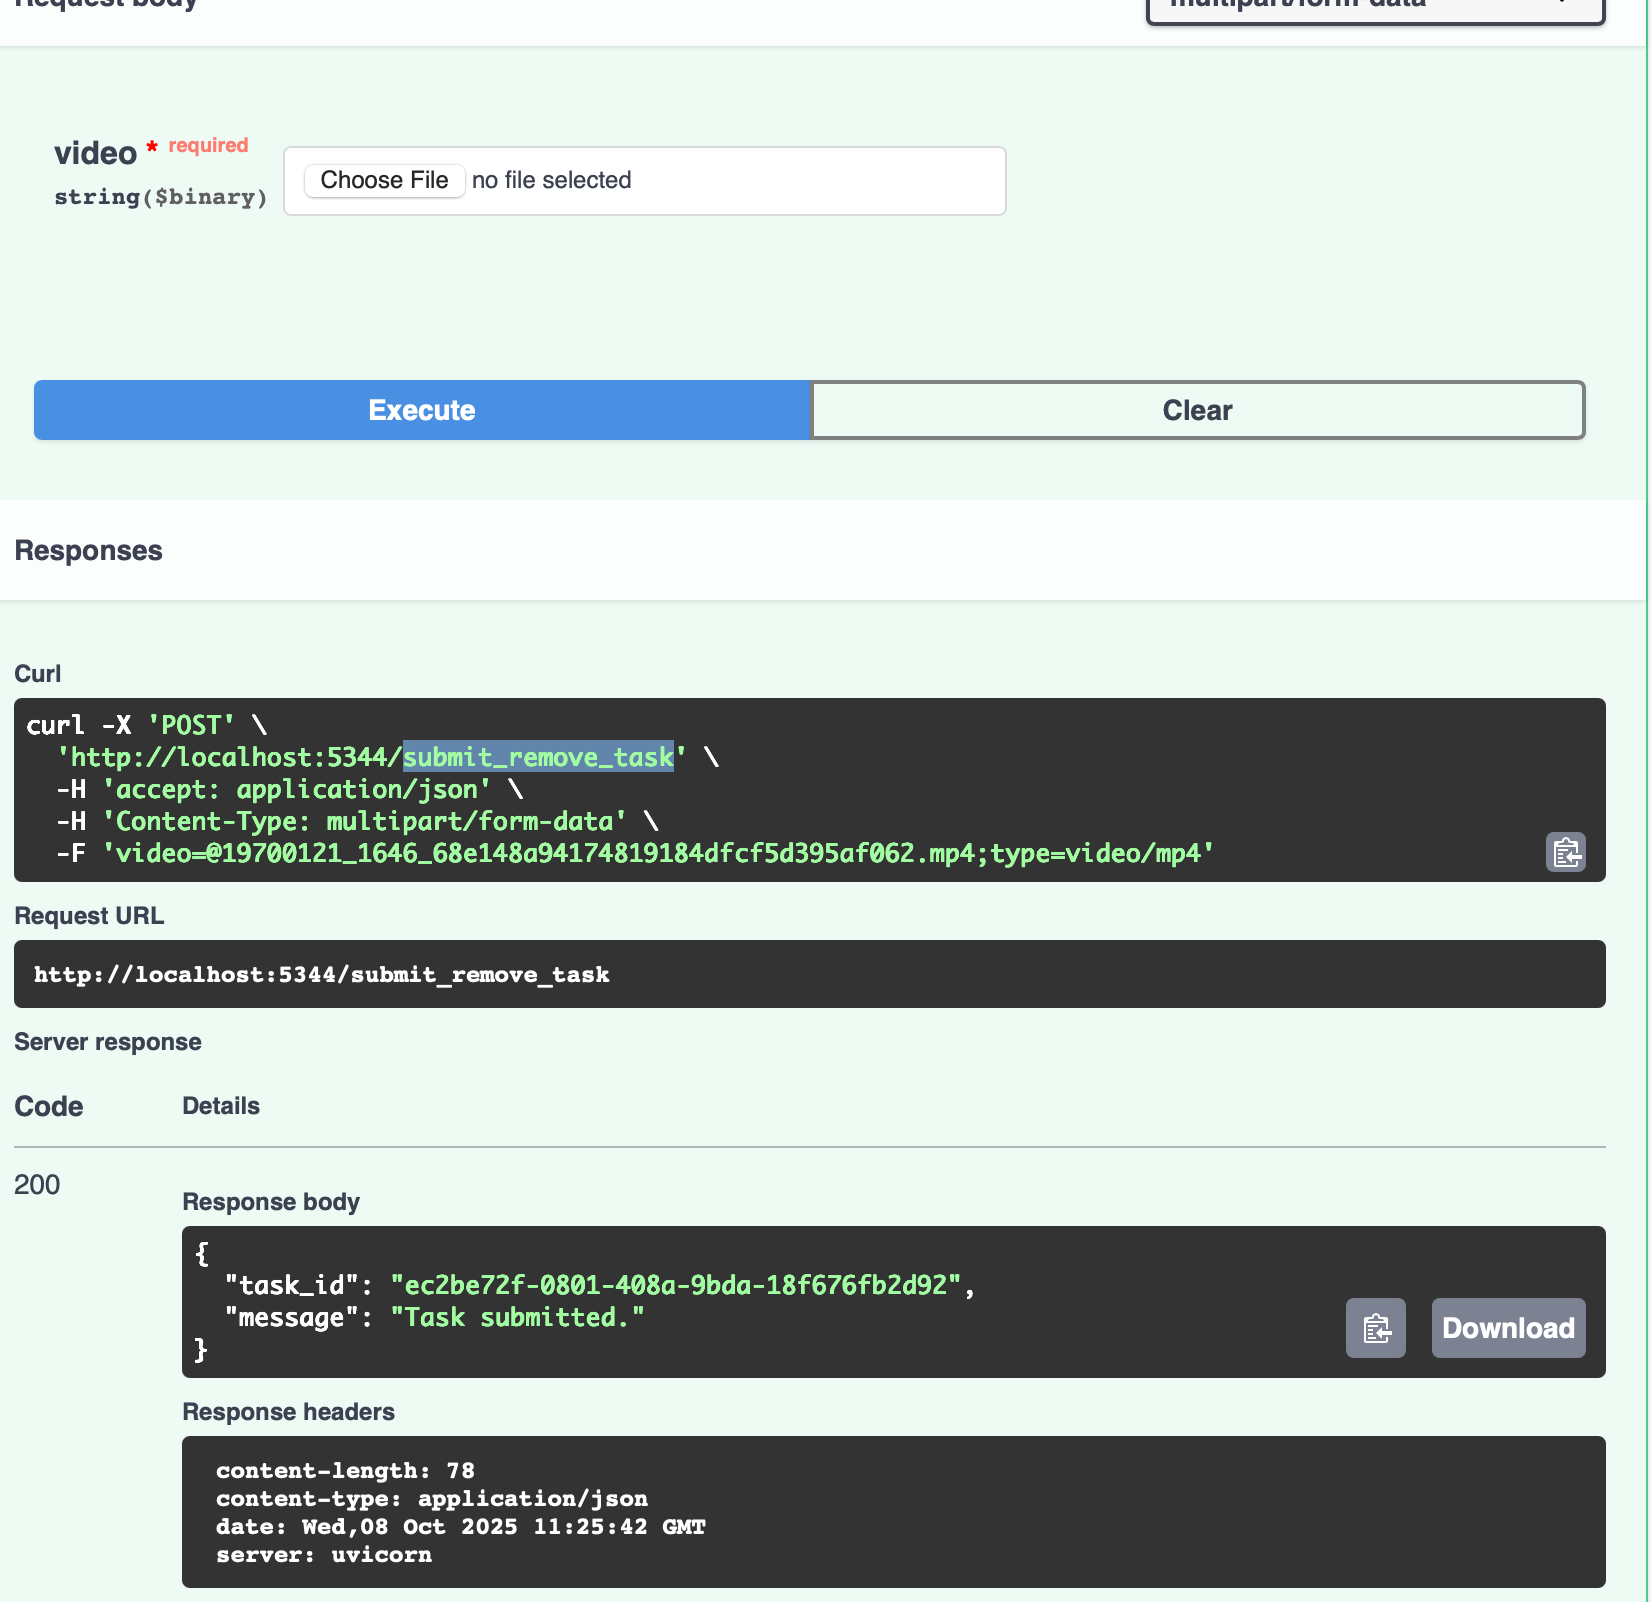 Request body
multipart/form-data
video * required
string($binary)
Choose File no file selected
Execute
Clear
Responses
Curl
curl -X 'POST' \
'http://localhost:5344/submit_remove_task' \
-H 'accept: application/json' \
-H 'Content-Type: multipart/form-data' \
-F 'video=@19700121_1646_68e148a94174819184dfcf5d395af062.mp4;type=video/mp4'
Request URL
http://localhost:5344/submit_remove_task
Server response
Code Details
200
Response body
{
"task_id": "ec2be72f-0801-408a-9bda-18f676fb2d92",
"message": "Task submitted."
}
Download
Response headers
content-length: 78
content-type: application/json
date: Wed,08 Oct 2025 11:25:42 GMT
server: uvicorn